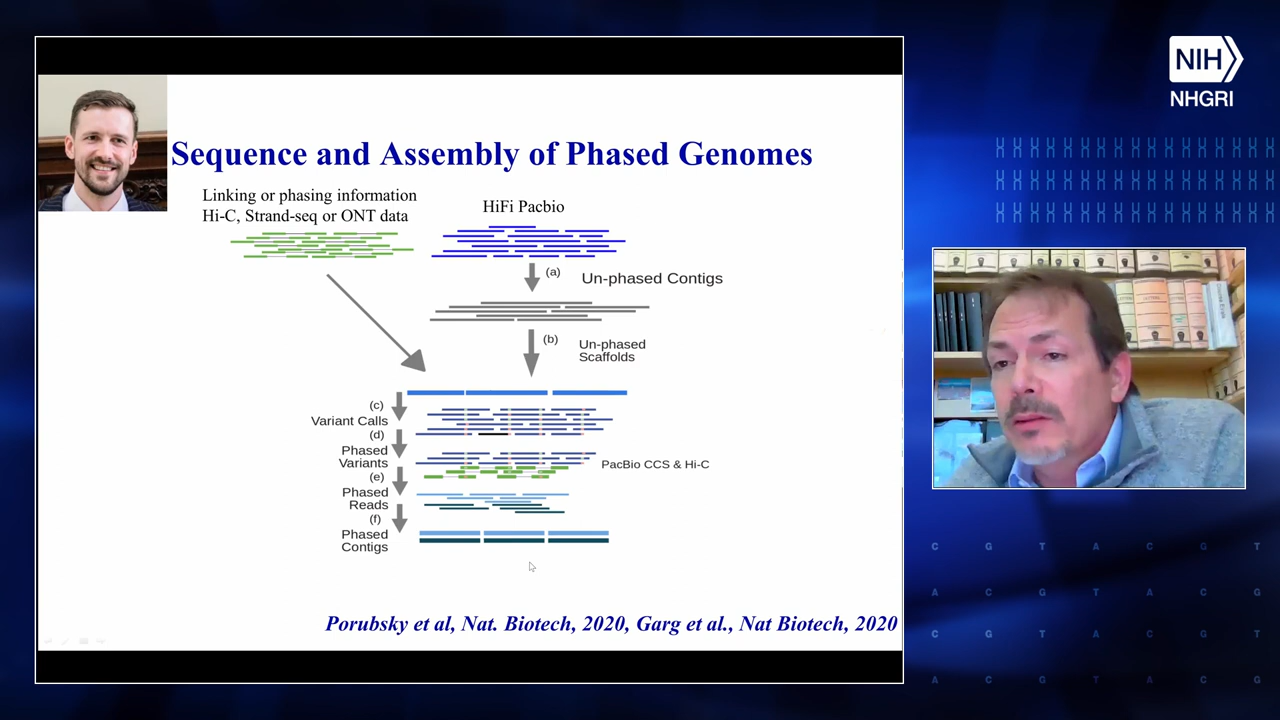 NIH
NHGRI
Sequence and Assembly of Phased Genomes
Linking or phasing information
Hi-C, Strand-seq or ONT data
HiFi Pacbio
(a)
Un-phased Contigs
(b)
Un-phased
Scaffolds
(c)
Variant Calls
(d)
Phased
Variants
(e)
PacBio CCS & Hi-C
Phased
Reads
(f)
Phased
Contigs
Porubsky et al, Nat. Biotech, 2020, Garg et al., Nat Biotech, 2020
C G T A C G T
A C G T A C G
C G T A C G T
A C G T A C G